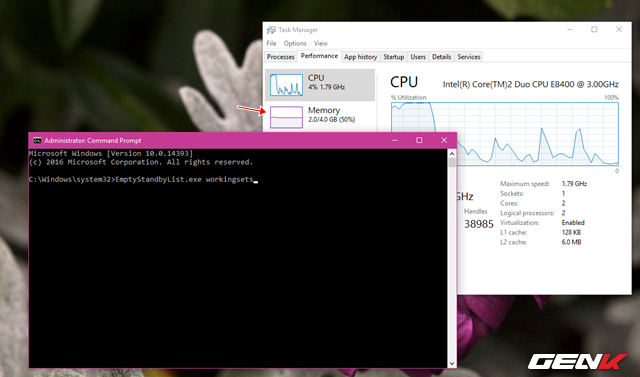 Task Manager
File Options View
Processes Performance App history Startup Users Details Services
CPU
4% 1.79 GHz
Memory
2.0/4.0 GB (50%)
CPU Intel(R) Core(TM)2 Duo CPU E8400 @ 3.00GHz
% Utilization 100%
0
GHz
Handles
38985
Maximum speed: 1.79 GHz
Sockets: 1
Cores: 2
Logical processors: 2
Virtualization: Enabled
L1 cache: 128 KB
L2 cache: 6.0 MB
Administrator: Command Prompt
Microsoft Windows [Version 10.0.14393]
(c) 2016 Microsoft Corporation. All rights reserved.
C:\Windows\system32>EmptyStandbyList.exe workingsets
GENK